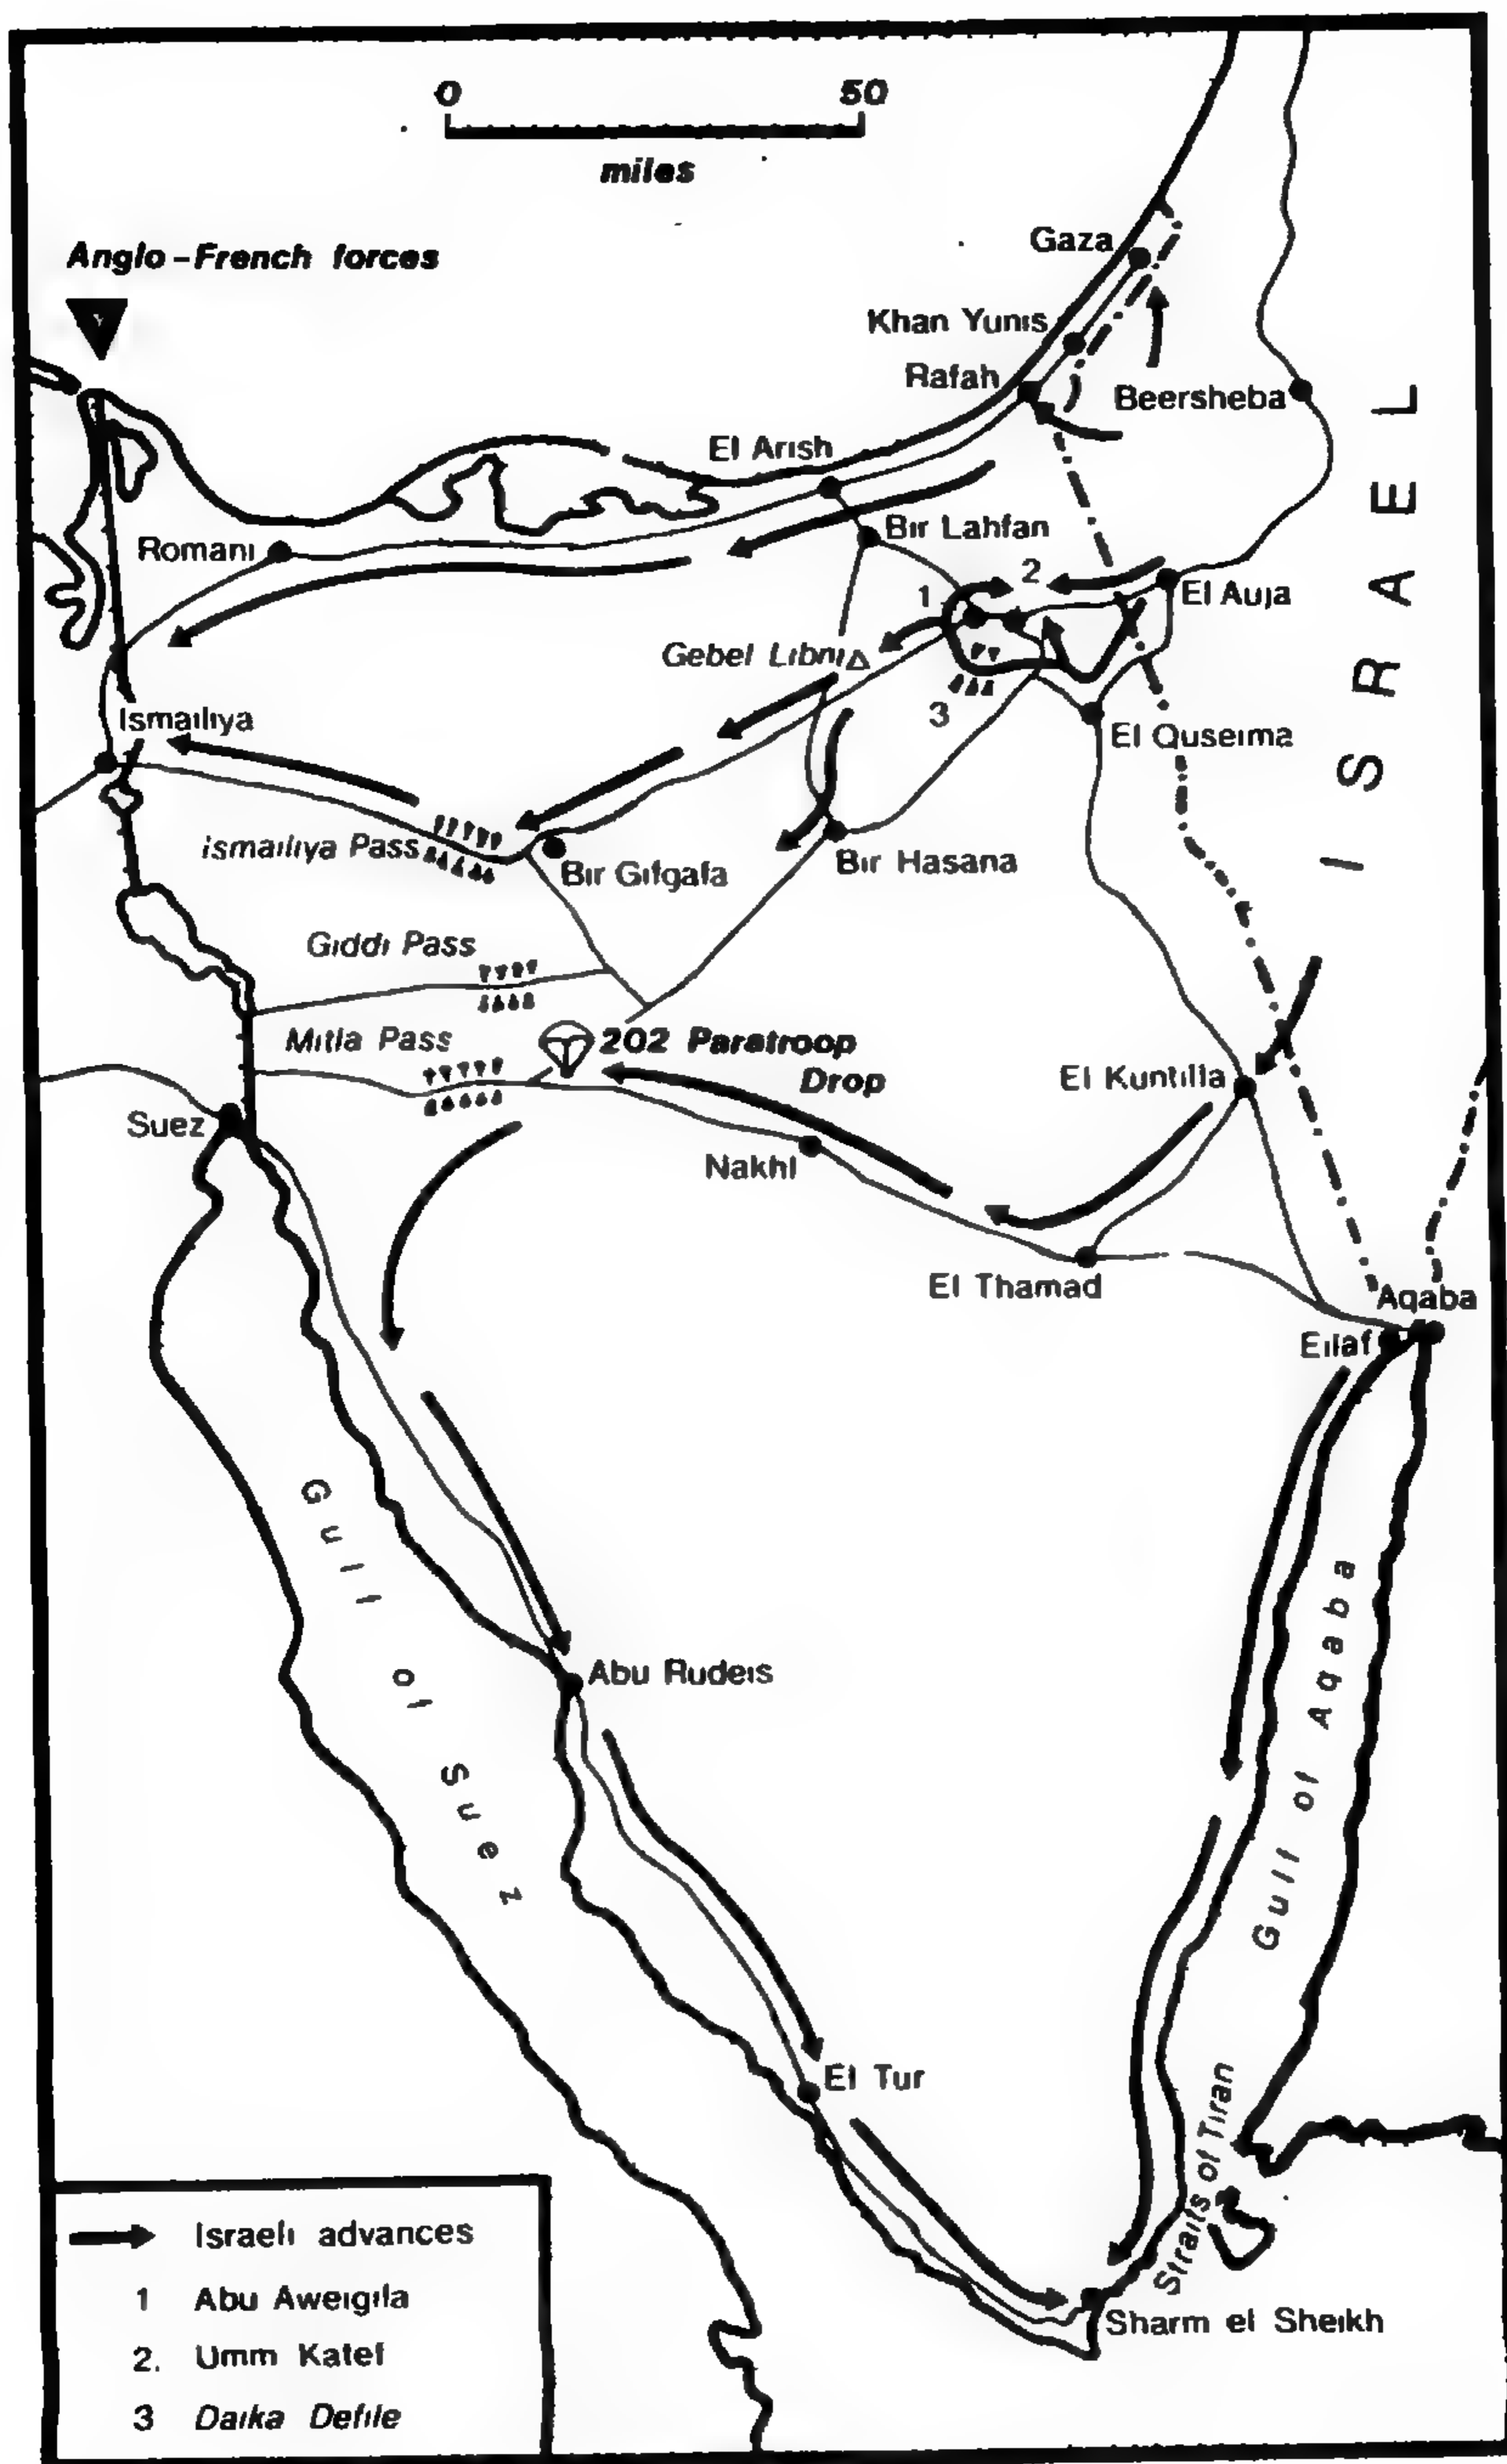 0 50
miles
Anglo-French forces
Gaza
Khan Yunis
Rafah
Beersheba
El Arish
Bir Lahfan
Romani
1
2
El Auja
Gebel Libni
3
Ismailiya
El Quseima
ISRAEL
Ismailiya Pass
Bir Gifgafa
Bir Hasana
Giddi Pass
Mitla Pass
202 Paratroop
Drop
El Kuntilla
Suez
Nakhl
El Thamad
Aqaba
Eilaf
Gulf of Suez
Gulf of Aqaba
Abu Rudeis
El Tur
Straits of Tiran
Sharm el Sheikh
Israeli advances
1 Abu Aweigila
2. Umm Katef
3 Daika Defile